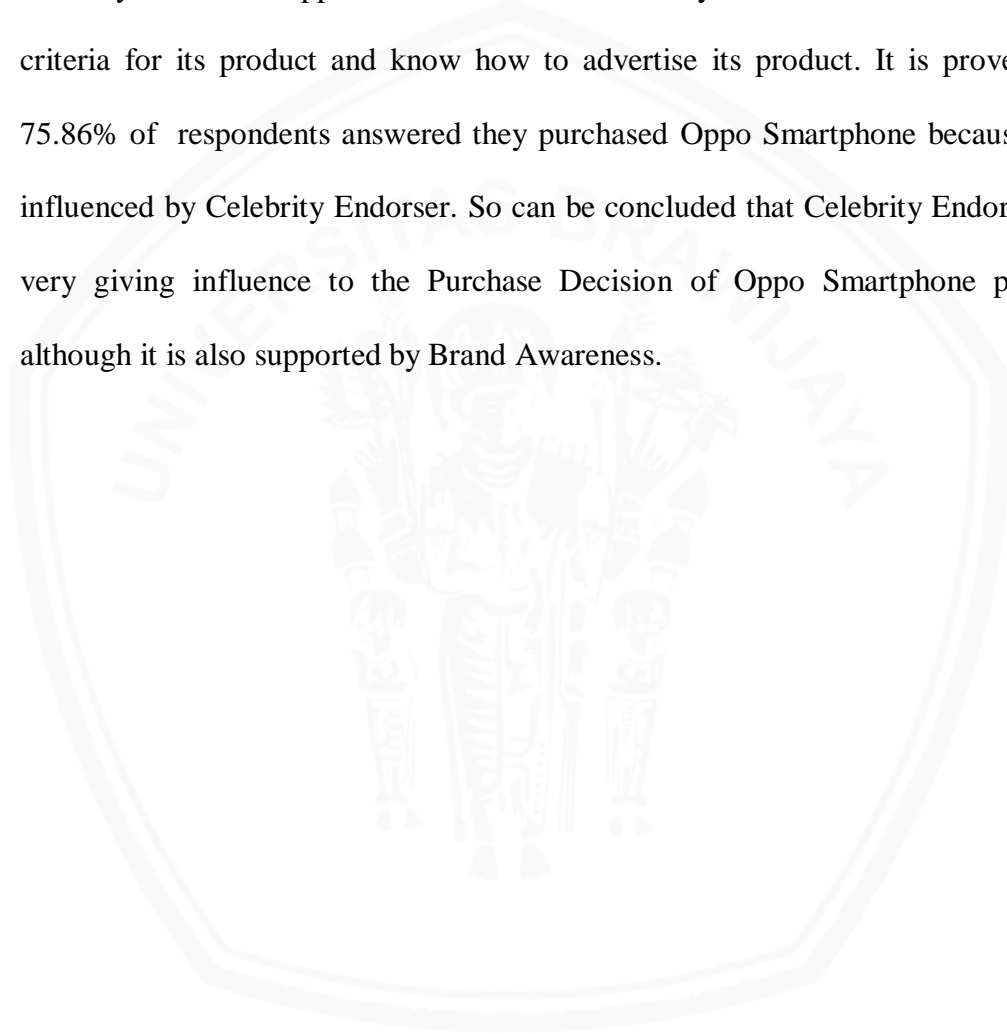 criteria for its product and know how to advertise its product. It is prove
75.86% of respondents answered they purchased Oppo Smartphone becaus
influenced by Celebrity Endorser. So can be concluded that Celebrity Endor
very giving influence to the Purchase Decision of Oppo Smartphone p
although it is also supported by Brand Awareness.
UNIVERSITAS BRAWIJAYA